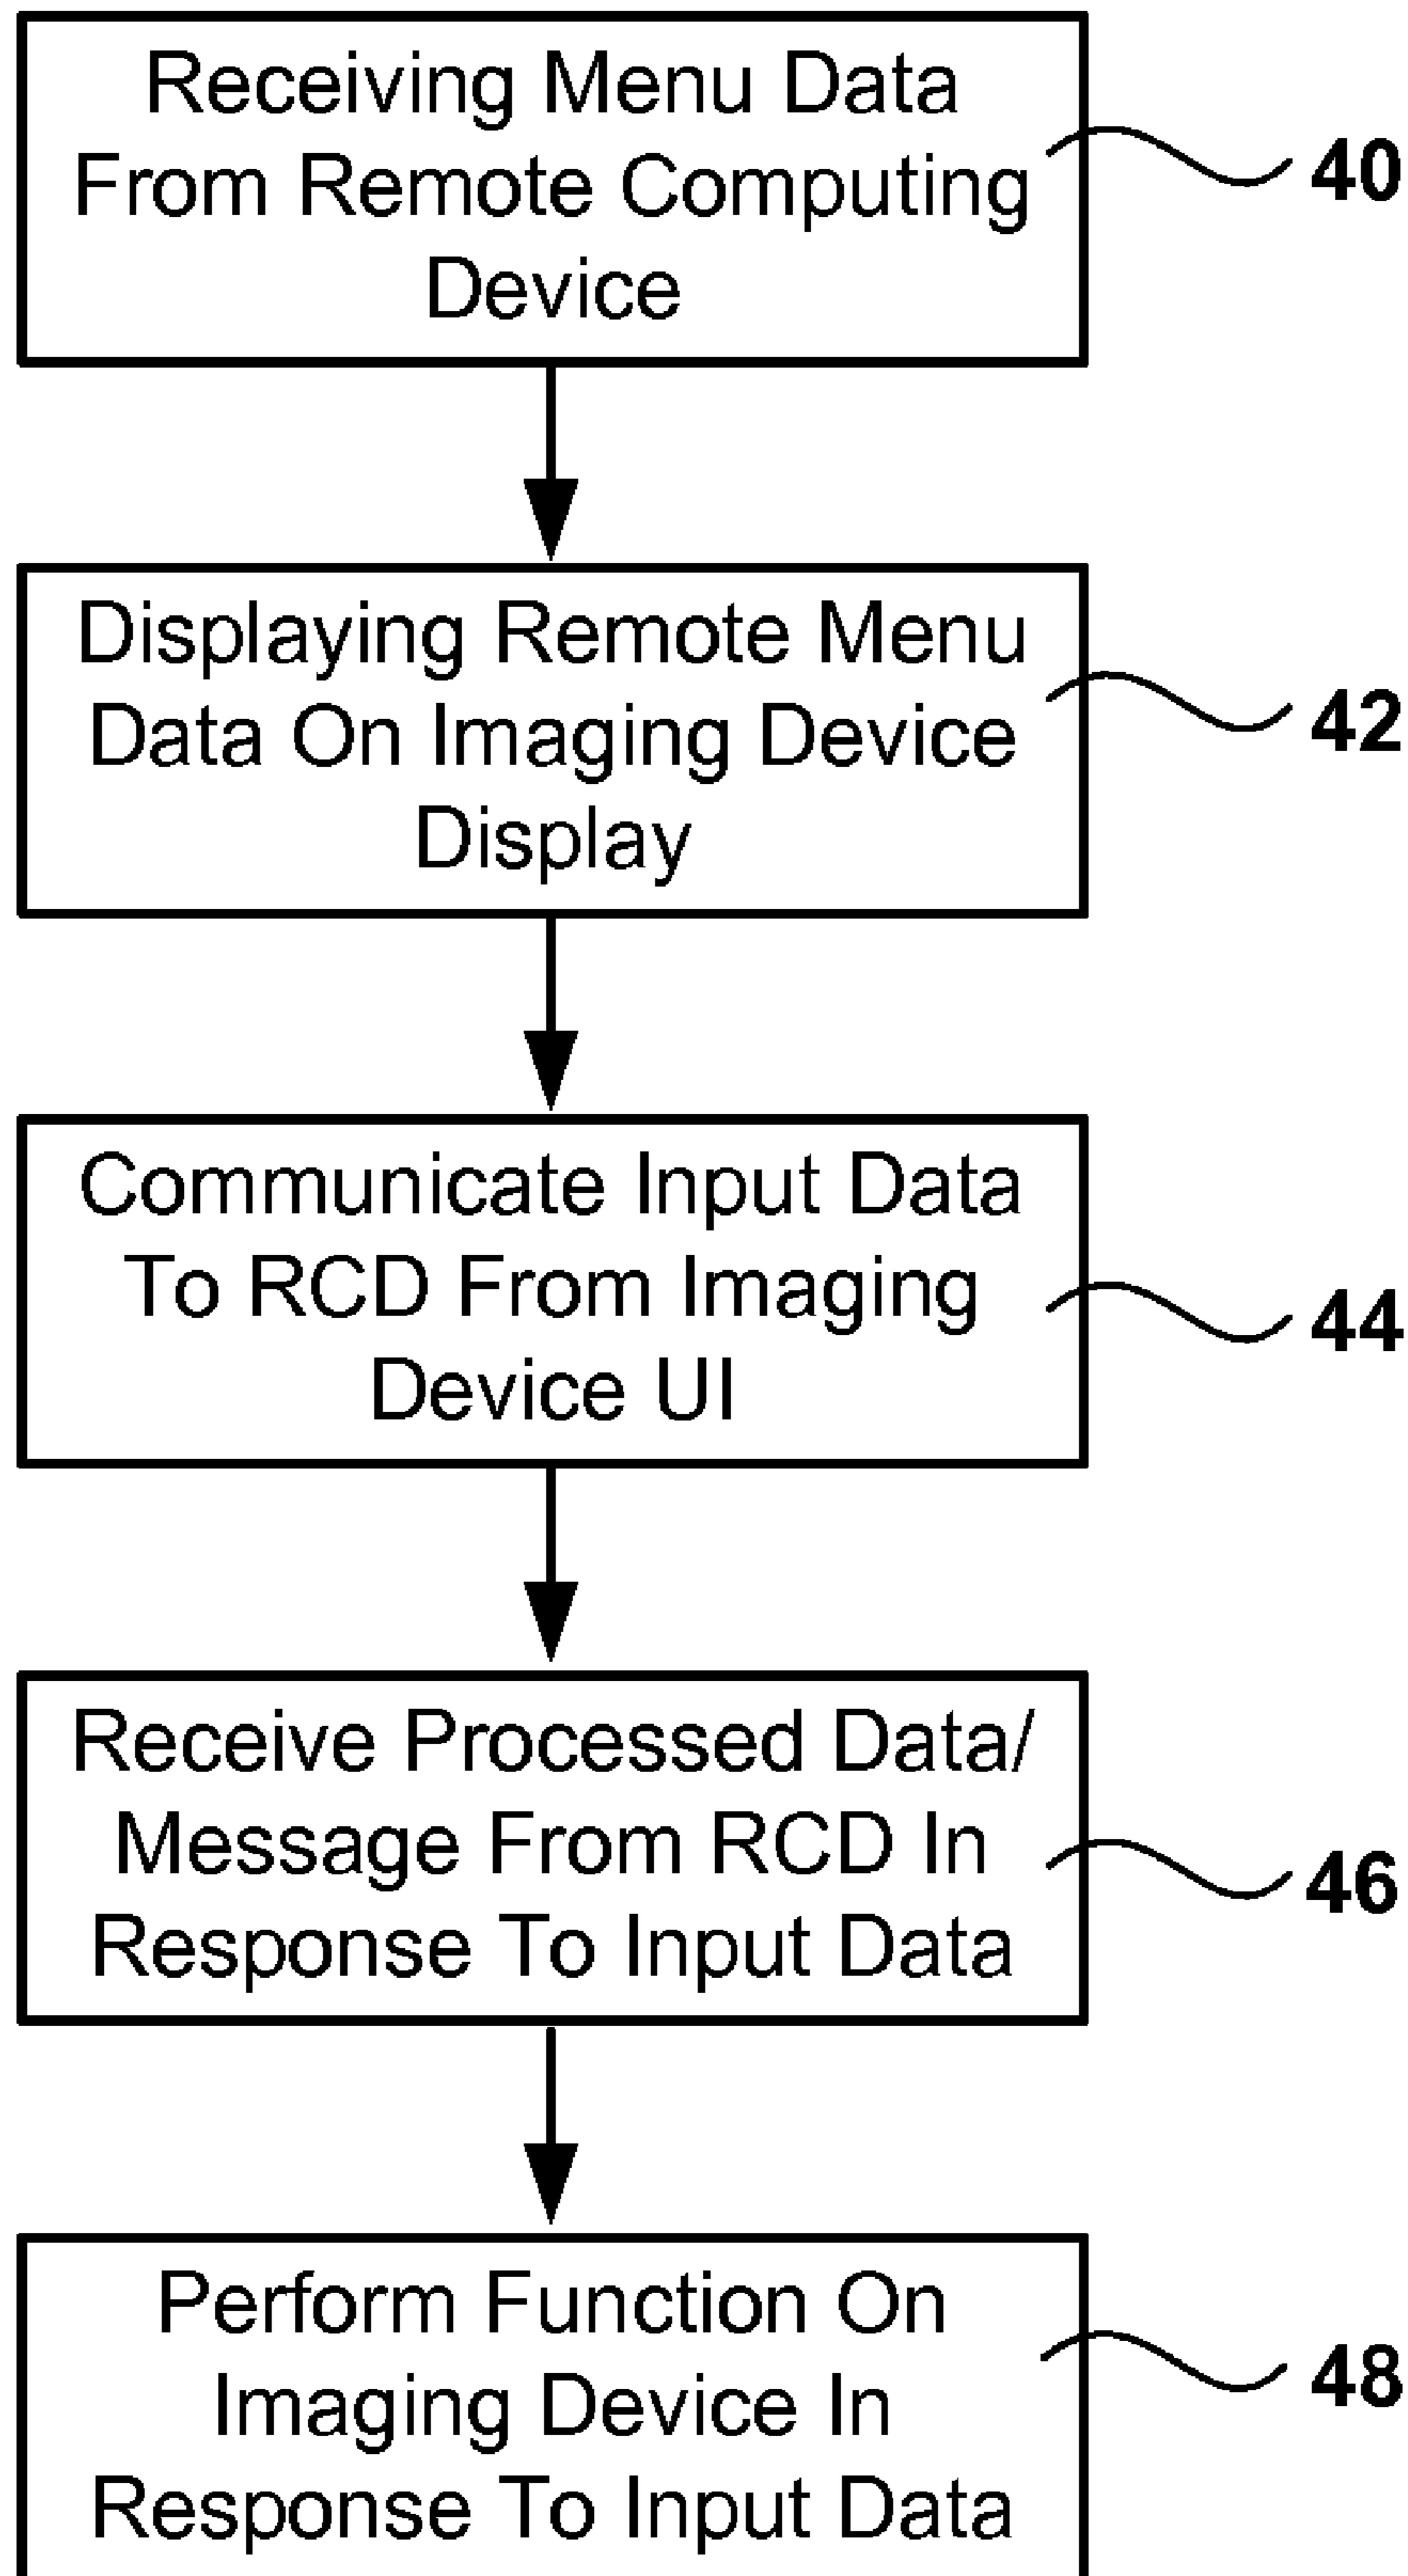 Receiving Menu Data
From Remote Computing
Device
40
Displaying Remote Menu
Data On Imaging Device
Display
42
Communicate Input Data
To RCD From Imaging
Device UI
44
Receive Processed Data/
Message From RCD In
Response To Input Data
46
Perform Function On
Imaging Device In
Response To Input Data
48